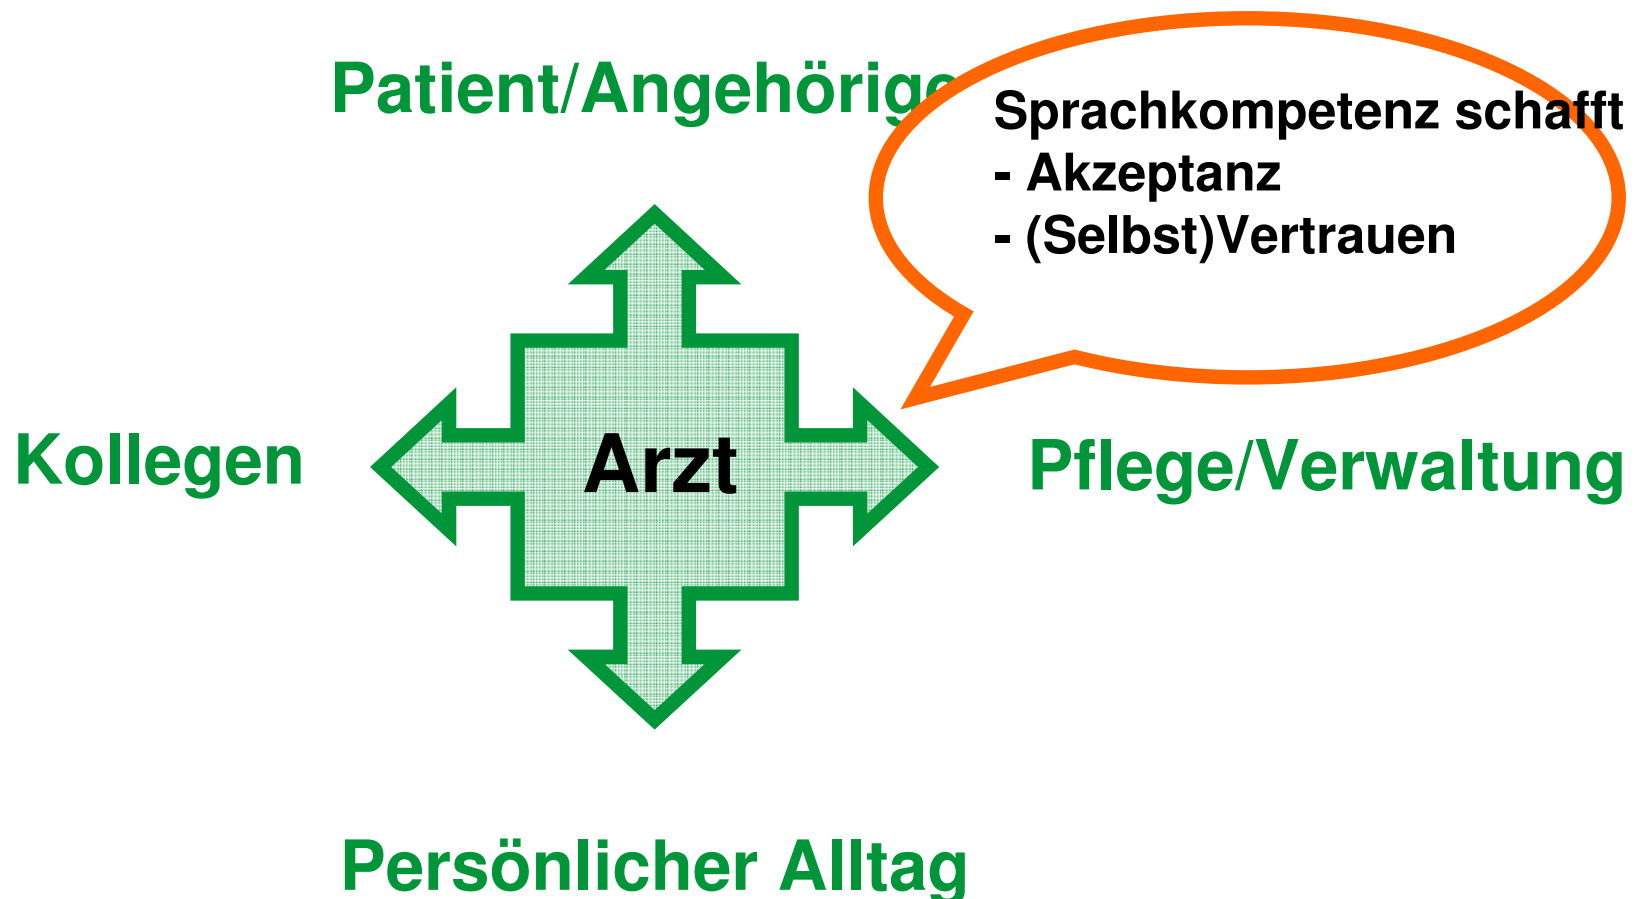 Patient/Angehörige
Sprachkompetenz schafft
- Akzeptanz
- (Selbst)Vertrauen
Kollegen
Arzt
Pflege/Verwaltung
Persönlicher Alltag